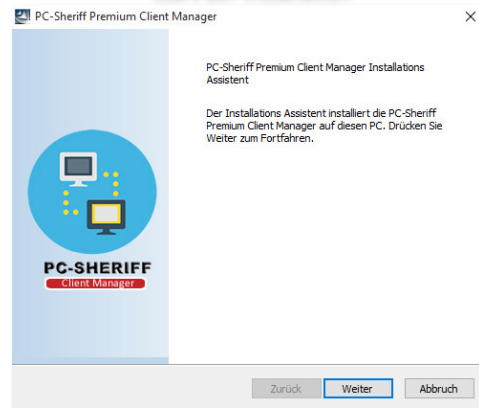 PC-Sheriff Premium Client Manager
PC-Sheriff Premium Client Manager Installations
Assistent
Der Installations Assistent installiert die PC-Sheriff
Premium Client Manager auf diesen PC. Drücken Sie
Weiter zum Fortfahren.
PC-SHERIFF
Client Manager
Zurück
Weiter
Abbruch